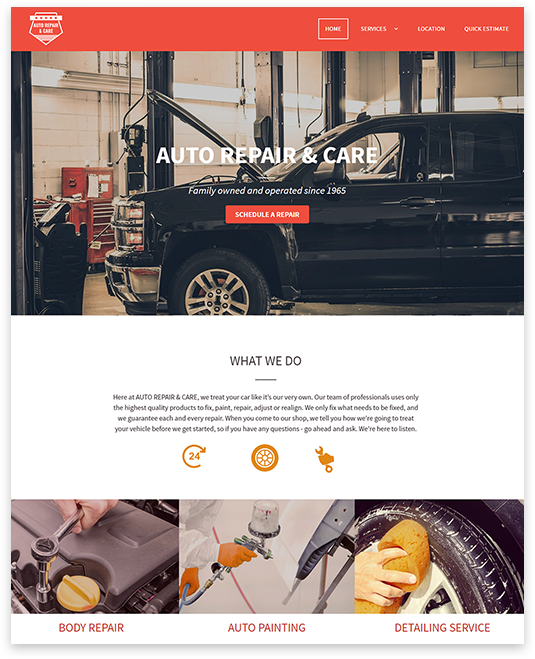 AUTO REPAIR
& CARE
HOME
SERVICES
LOCATION
QUICK ESTIMATE
AUTO REPAIR & CARE
Family owned and operated since 1965
SCHEDULE A REPAIR
WHAT WE DO
Here at AUTO REPAIR & CARE, we treat your car like it's our very own. Our team of professionals uses only
the highest quality products to fix, paint, repair, adjust or realign. We only fix what needs to be fixed, and
we guarantee each and every repair. When you come to our shop, we tell you how we're going to treat
your vehicle before we get started, so if you have any questions - go ahead and ask. We're here to listen.
24
BODY REPAIR
AUTO PAINTING
DETAILING SERVICE